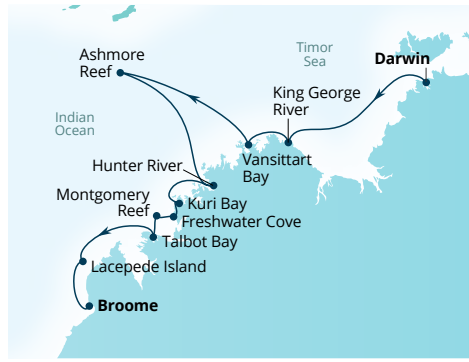 Ashmore
Reef
Timor
Sea
Darwin
King George
River
Indian
Ocean
Vansittart
Bay
Hunter River
Montgomery
Reef
Kuri Bay
Freshwater Cove
Talbot Bay
Lacepede Island
Broome